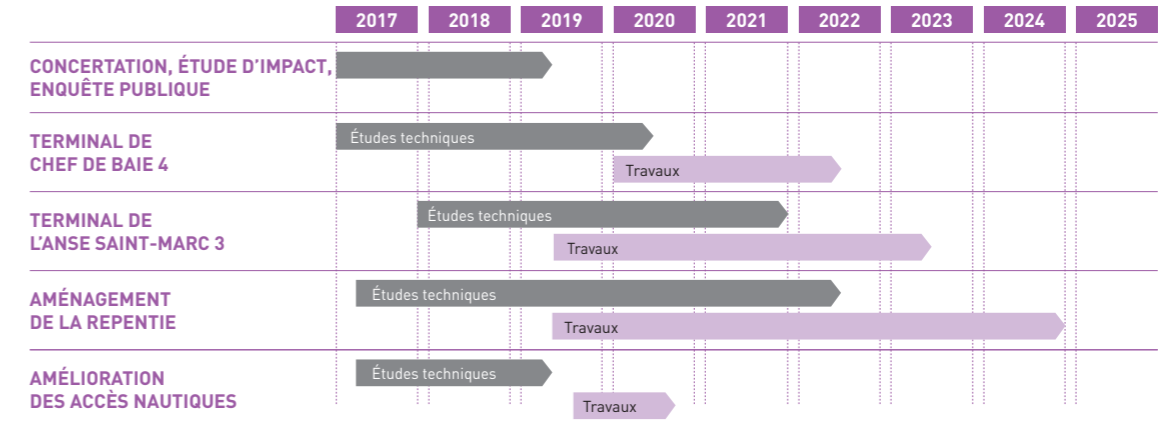 2017 2018 2019 2020 2021 2022 2023 2024 2025
CONCERTATION, ÉTUDE D'IMPACT,
ENQUÊTE PUBLIQUE
TERMINAL DE
CHEF DE BAIE 4
Études techniques
Travaux
TERMINAL DE
L'ANSE SAINT-MARC 3
Études techniques
Travaux
AMÉNAGEMENT
DE LA REPENTIE
Études techniques
Travaux
AMÉLIORATION
DES ACCÈS NAUTIQUES
Études techniques
Travaux